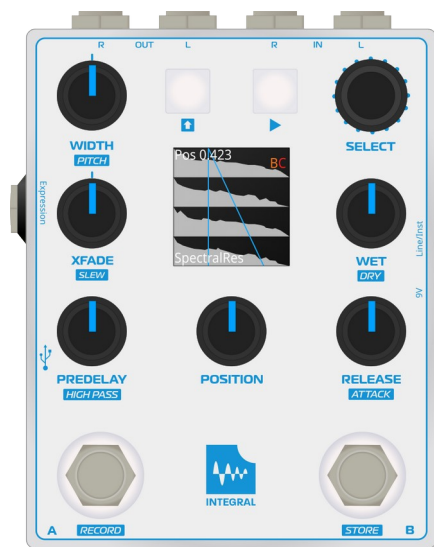 R OUT L R IN L
WIDTH
PITCH
SELECT
Pos 0.423
BC
Expression
XFADE
SLEW
SpectralRes
WET
DRY
Line/Inst
9V
PREDELAY
HIGH PASS
POSITION
RELEASE
ATTACK
INTEGRAL
A RECORD STORE B